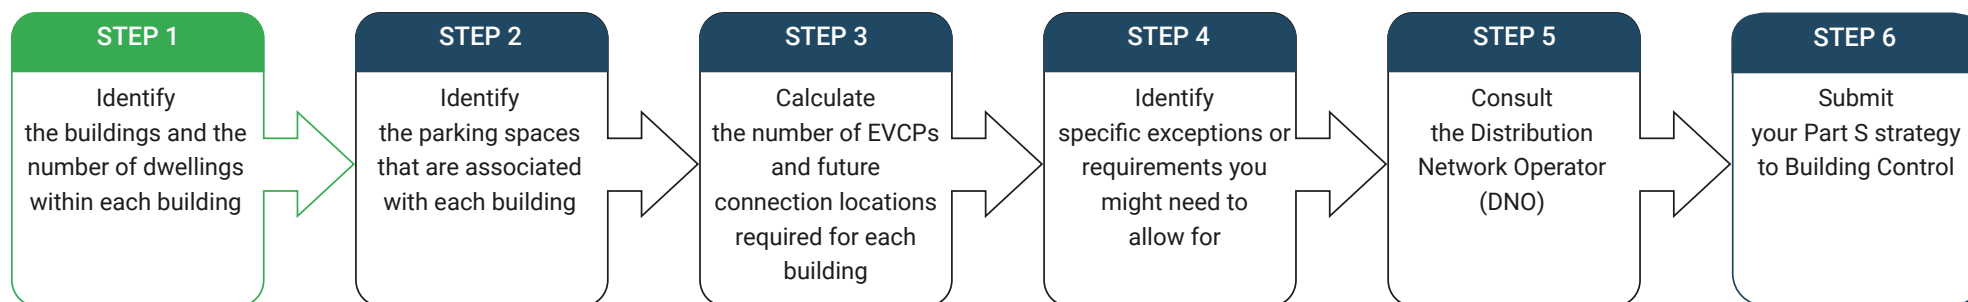 STEP 1
Identify
the buildings and the
number of dwellings
within each building
STEP 2
Identify
the parking spaces
that are associated
with each building
STEP 3
Calculate
the number of EVCPs
and future
connection locations
required for each
building
STEP 4
Identify
specific exceptions or
requirements you
might need to
allow for
STEP 5
Consult
the Distribution
Network Operator
(DNO)
STEP 6
Submit
your Part S strategy
to Building Control